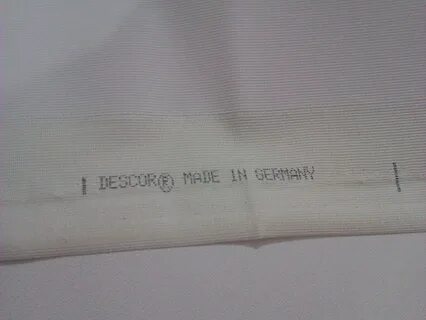 | DESCOR® MADE IN GERMANY |